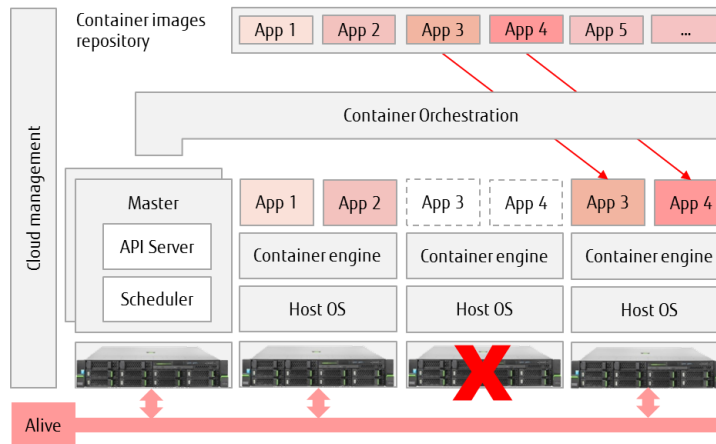 Container images
repository
App 1
App 2
App 3
App 4
App 5
...
Container Orchestration
Cloud management
Master
API Server
Scheduler
App 1
App 2
App 3
App 4
App 3
App 4
Container engine
Container engine
Container engine
Host OS
Host OS
Host OS
Alive